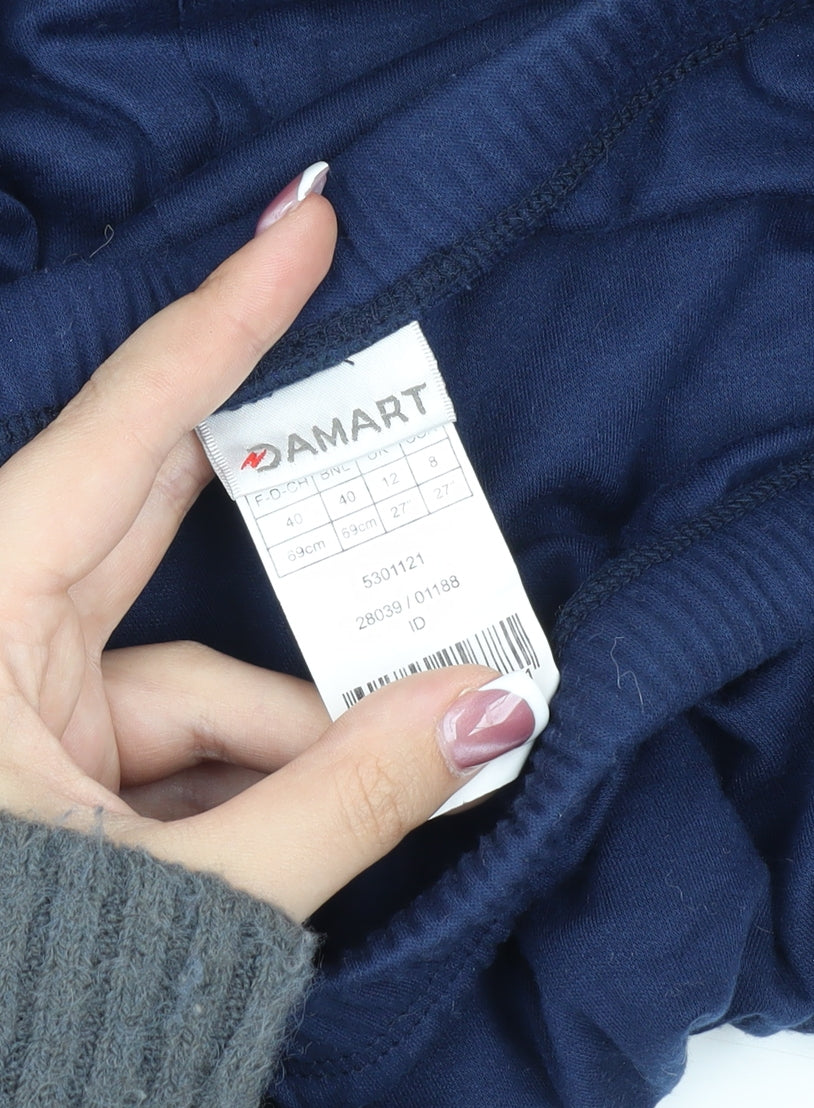 DAMART
F-D-CH BNL UK
40 40 12 8
69cm 69cm 27" 27"
5301121
28039 / 01188
ID